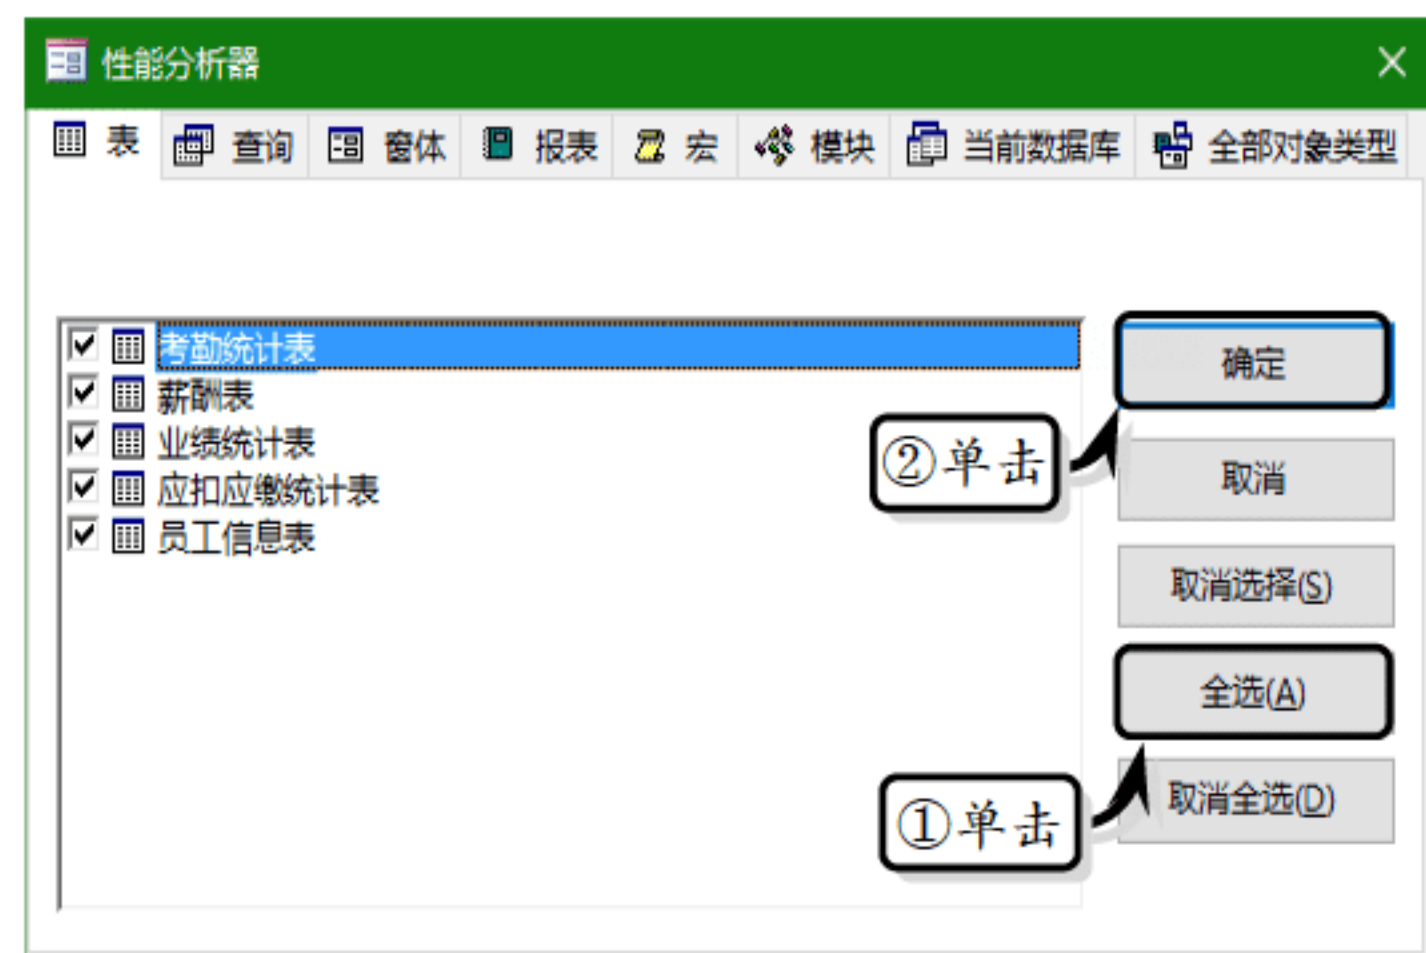 性能分析器
表 查询 窗体 报表 宏 模块 当前数据库 全部对象类型
考勤统计表
薪酬表
业绩统计表
应扣应缴统计表
员工信息表
确定
②单击
取消
取消选择(S)
全选(A)
①单击
取消全选(D)